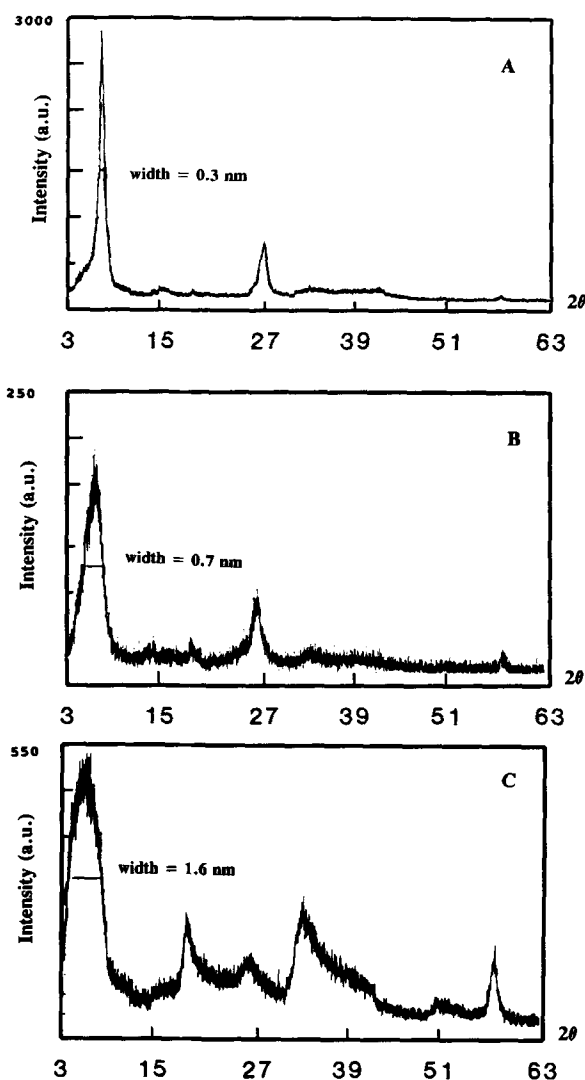 3000
A
Intensity (a.u.)
width = 0.3 nm
2θ
3 15 27 39 51 63
250
B
Intensity (a.u.)
width = 0.7 nm
2θ
3 15 27 39 51 63
550
C
Intensity (a.u.)
width = 1.6 nm
2θ
3 15 27 39 51 63